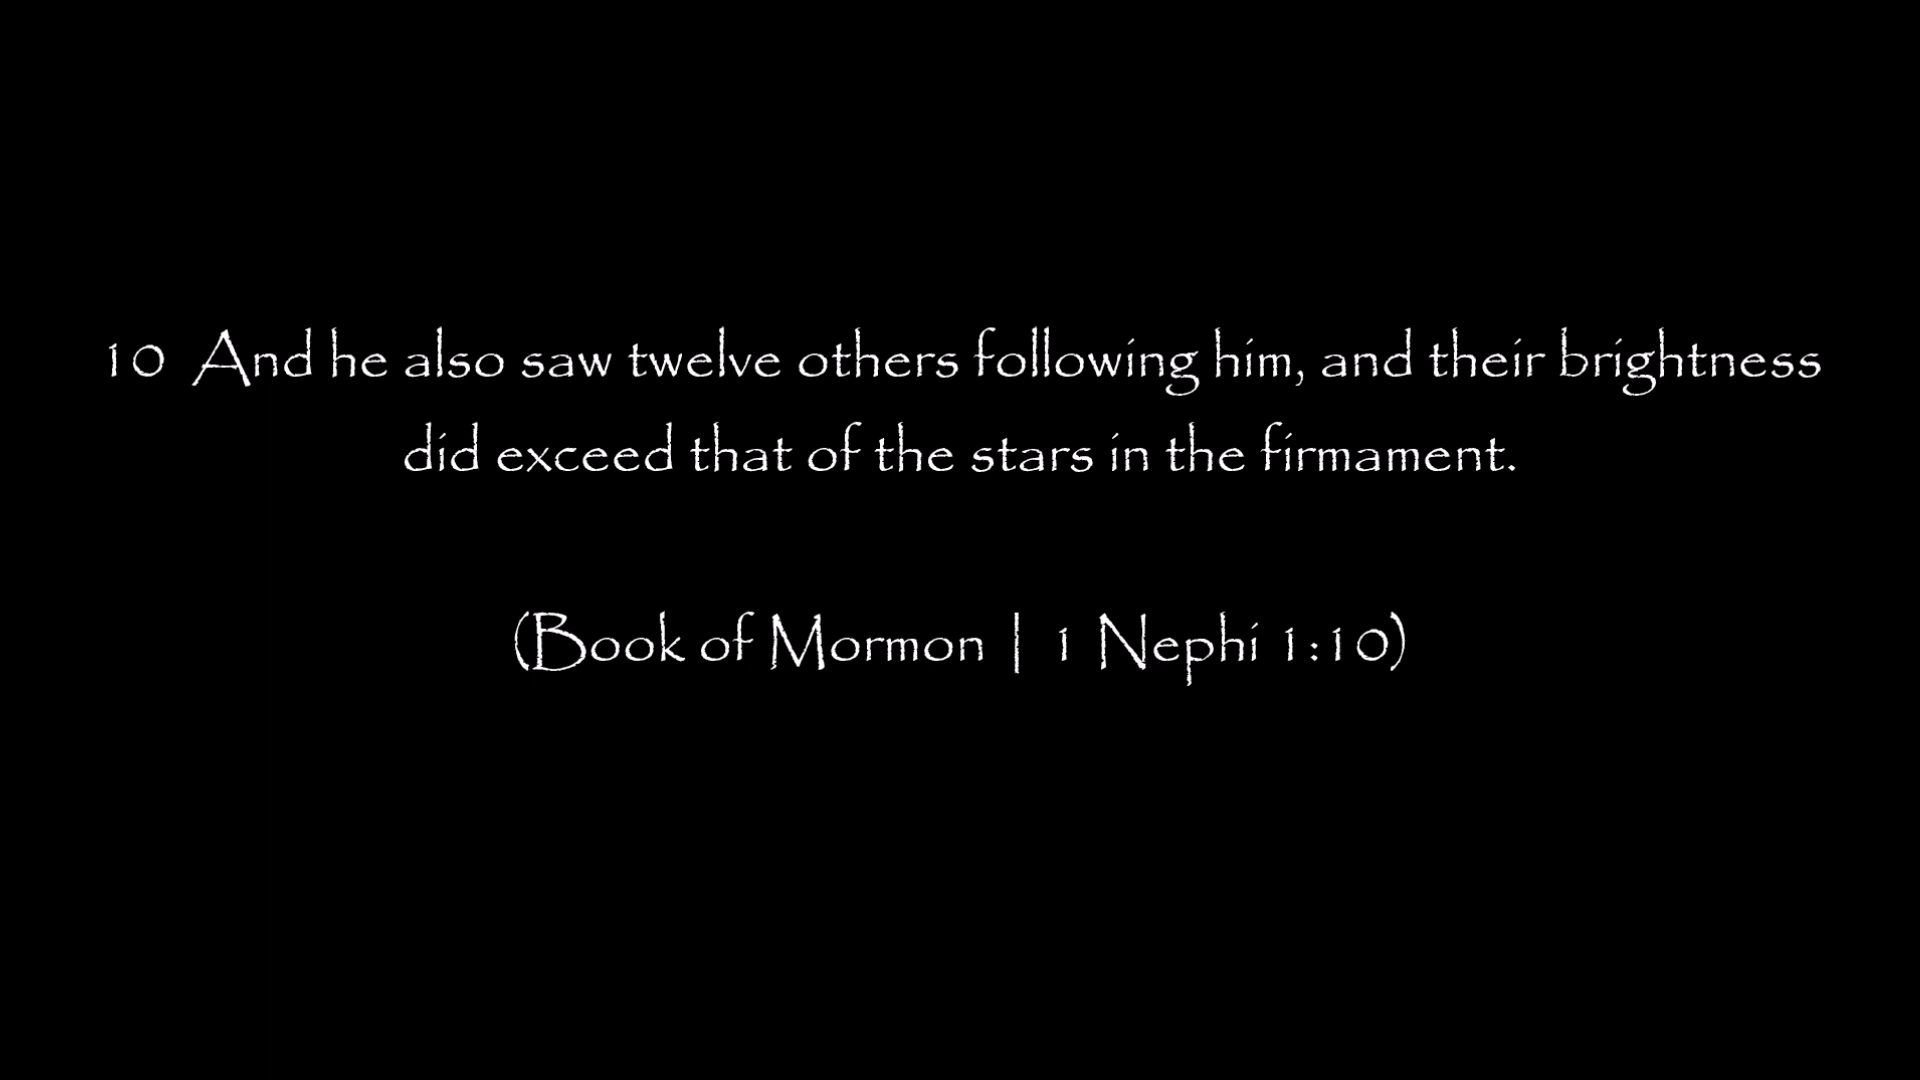 10 And he also saw twelve others following him, and their brightness
did exceed that of the stars in the firmament.
(Book of Mormon | 1 Nephi 1:10)